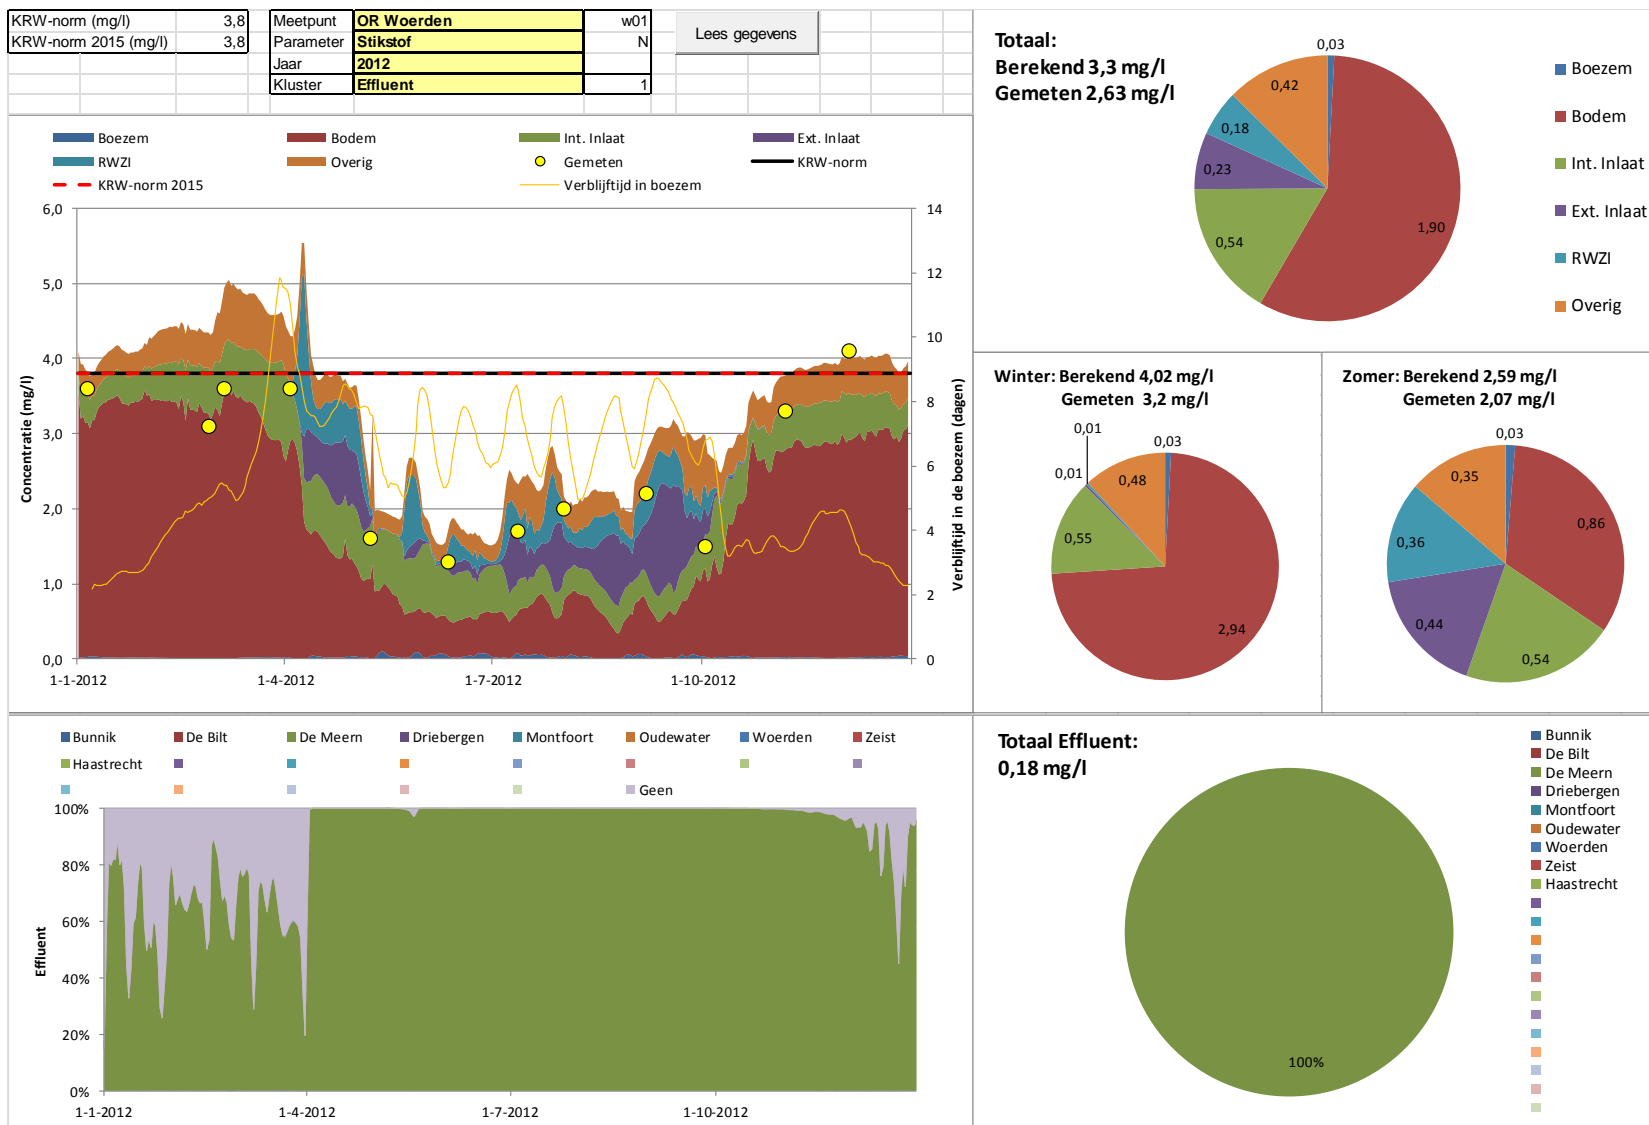 KRW-norm (mg/l) 3,8
KRW-norm 2015 (mg/l) 3,8
Meetpunt OR Woerden w01
Parameter Stikstof N
Jaar 2012
Kluster Effluent 1
Lees gegevens
Boezem Bodem Int. Inlaat Ext. Inlaat
RWZI Overig Gemeten KRW-norm
KRW-norm 2015 Verblijftijd in boezem
Concentratie (mg/l)
6,0
5,0
4,0
3,0
2,0
1,0
0,0
14
12
10
8
6
4
2
0
Verblijftijd in de boezem (dagen)
1-1-2012 1-4-2012 1-7-2012 1-10-2012
Totaal:
Berekend 3,3 mg/l
Gemeten 2,63 mg/l
0,03
0,42
0,18
0,23
0,54
1,90
Boezem
Bodem
Int. Inlaat
Ext. Inlaat
RWZI
Overig
Winter: Berekend 4,02 mg/l
Gemeten 3,2 mg/l
0,01
0,03
0,01
0,48
0,55
2,94
Zomer: Berekend 2,59 mg/l
Gemeten 2,07 mg/l
0,03
0,35
0,86
0,36
0,44
0,54
Bunnik De Bilt De Meern Driebergen Montfoort Oudewater Woerden Zeist
Haastrecht
Geen
Effluent
100%
80%
60%
40%
20%
0%
1-1-2012 1-4-2012 1-7-2012 1-10-2012
Totaal Effluent:
0,18 mg/l
100%
Bunnik
De Bilt
De Meern
Driebergen
Montfoort
Oudewater
Woerden
Zeist
Haastrecht